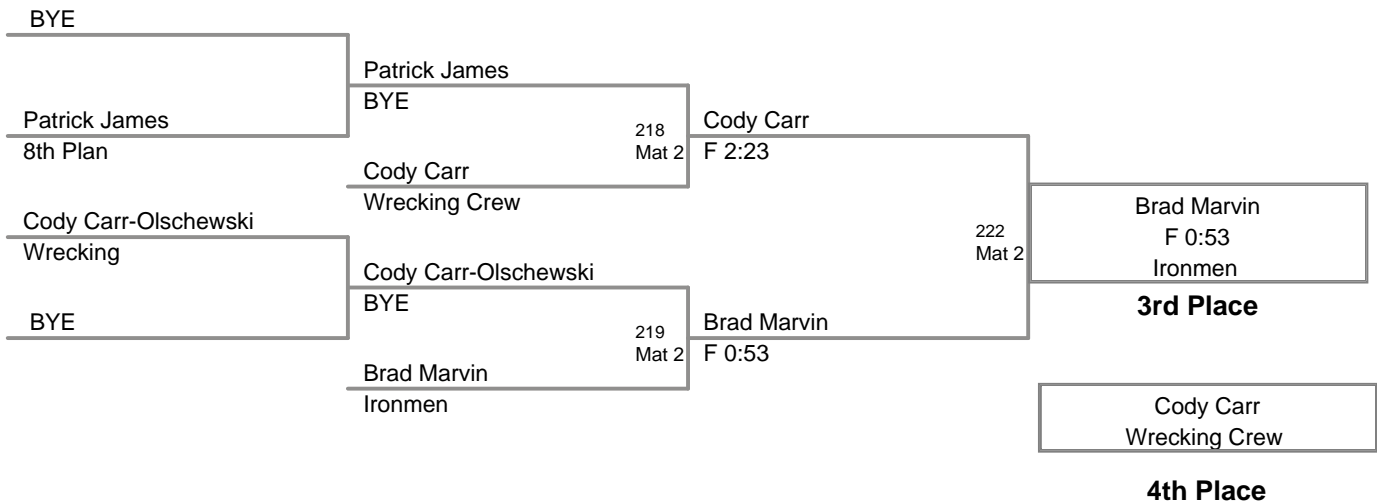 BYE
Patrick James
BYE
Patrick James
8th Plan
218
Mat 2
Cody Carr
F 2:23
Cody Carr
Wrecking Crew
Cody Carr-Olschewski
Wrecking
222
Mat 2
Brad Marvin
F 0:53
Ironmen
3rd Place
Cody Carr-Olschewski
BYE
BYE
219
Mat 2
Brad Marvin
F 0:53
Brad Marvin
Ironmen
Cody Carr
Wrecking Crew
4th Place